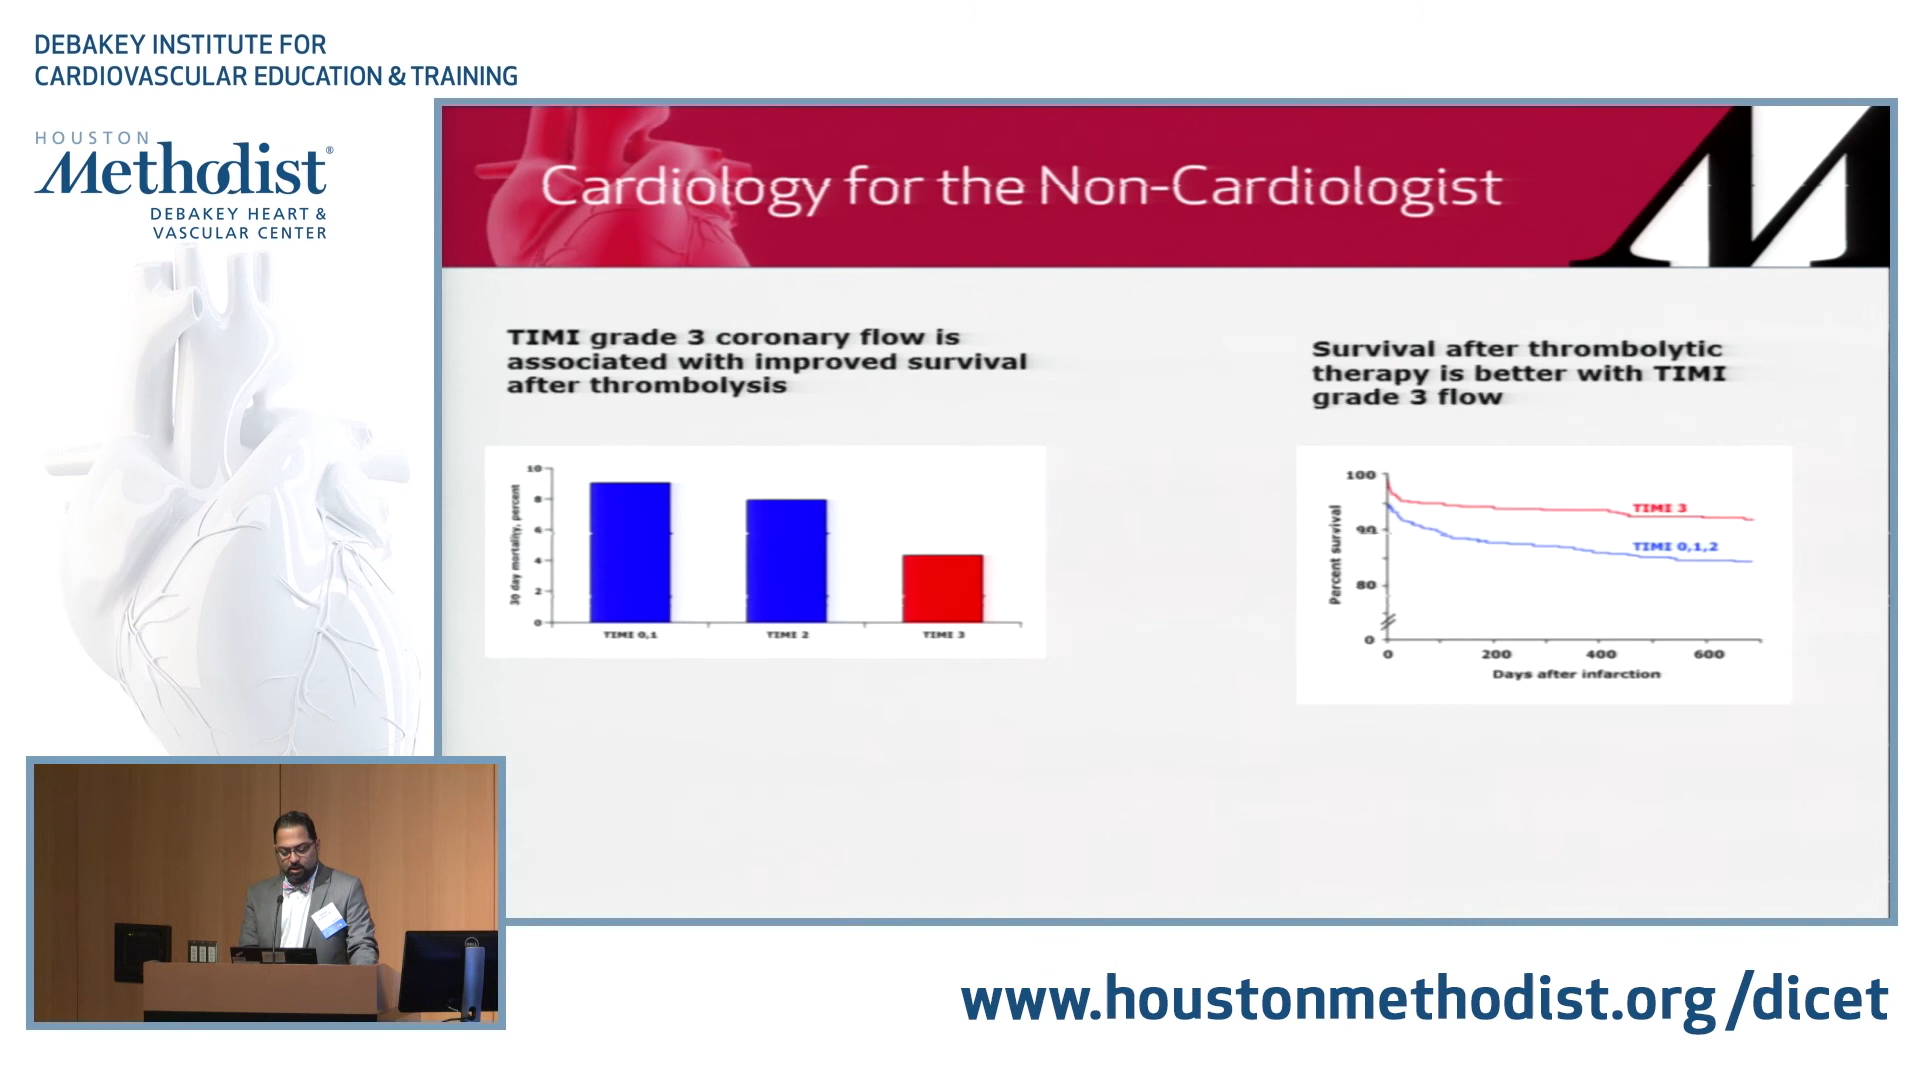 DEBAKEY INSTITUTE FOR
CARDIOVASCULAR EDUCATION & TRAINING
HOUSTON
Methodist®
DEBAKEY HEART &
VASCULAR CENTER
Cardiology for the Non-Cardiologist
M
TIMI grade 3 coronary flow is
associated with improved survival
after thrombolysis
30 day mortality, percent
10
8
6
4
2
0
TIMI 0,1
TIMI 2
TIMI 3
Survival after thrombolytic
therapy is better with TIMI
grade 3 flow
Percent survival
100
90
80
0
TIMI 3
TIMI 0,1,2
0
200
400
600
Days after infarction
DELL
www.houstonmethodist.org/dicet